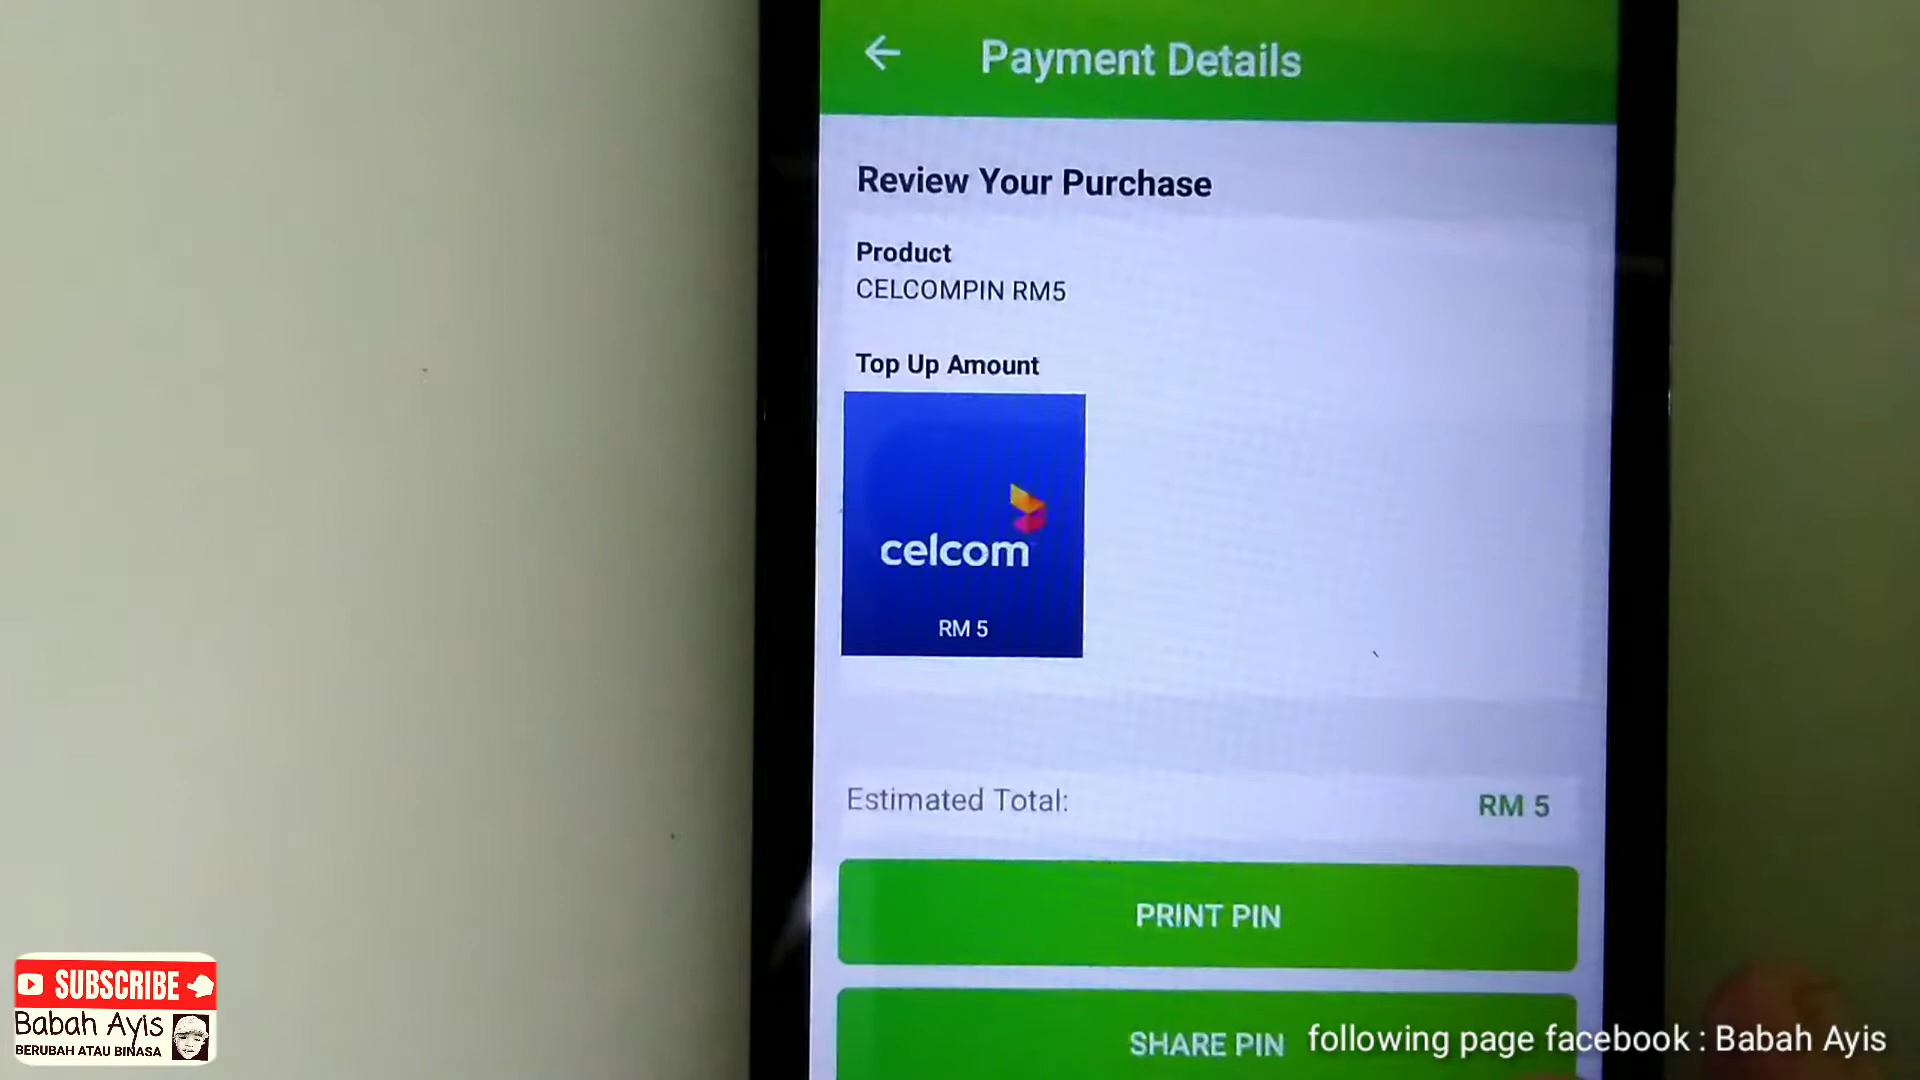 Payment Details
Review Your Purchase
Product
CELCOMPIN RM5
Top Up Amount
celcom
RM 5
Estimated Total:
RM 5
PRINT PIN
SHARE PIN
following page facebook : Babah Ayis
SUBSCRIBE
Babah Ayis
BERUBAH ATAU BINASA